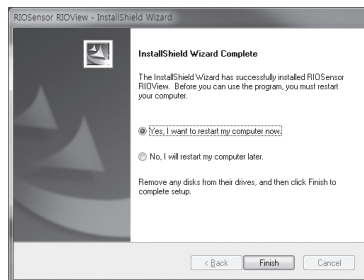 RIOSensor RIOView - InstallShield Wizard
InstallShield Wizard Complete
The InstallShield Wizard has successfully installed RIOSensor
RIOView. Before you can use the program, you must restart
your computer.
Yes, I want to restart my computer now.
No, I will restart my computer later.
Remove any disks from their drives, and then click Finish to
complete setup.
< Back
Finish
Cancel